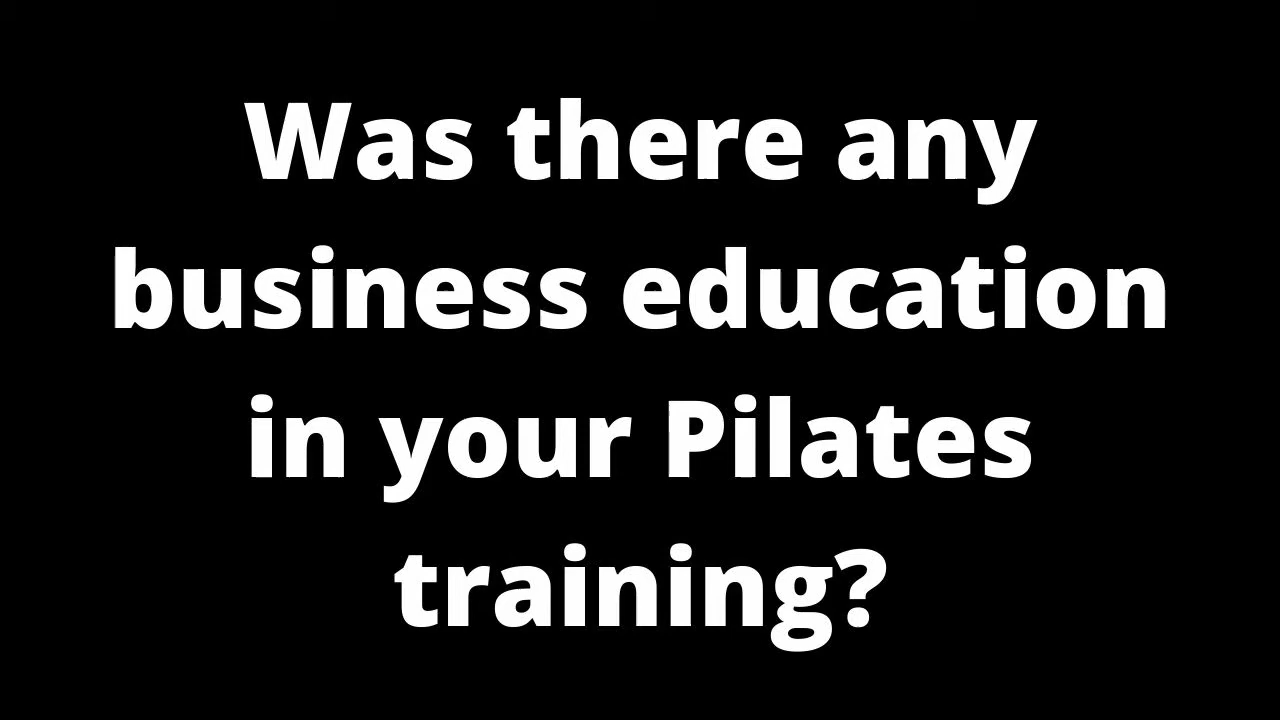 Was there any
business education
in your Pilates
training?